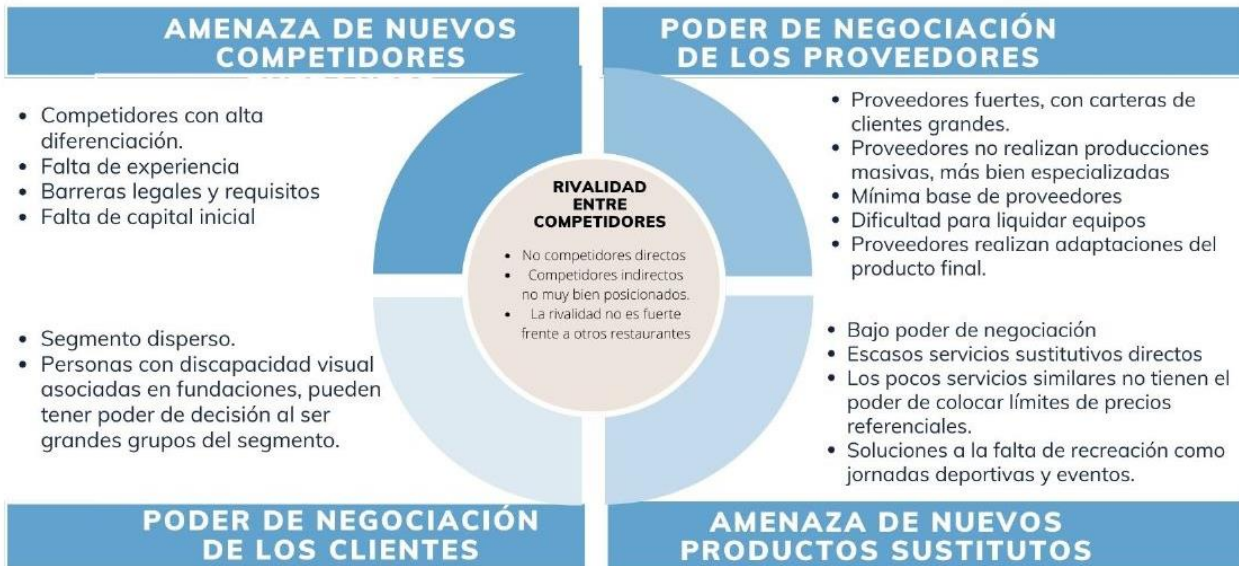 AMENAZA DE NUEVOS
COMPETIDORES
• Competidores con alta
diferenciación.
• Falta de experiencia
• Barreras legales y requisitos
• Falta de capital inicial
PODER DE NEGOCIACIÓN
DE LOS PROVEEDORES
• Proveedores fuertes, con carteras de
clientes grandes.
• Proveedores no realizan producciones
masivas, más bien especializadas
• Mínima base de proveedores
• Dificultad para liquidar equipos
• Proveedores realizan adaptaciones del
producto final.
RIVALIDAD
ENTRE
COMPETIDORES
• No competidores directos
• Competidores indirectos
no muy bien posicionados.
• La rivalidad no es fuerte
frente a otros restaurantes
• Segmento disperso.
• Personas con discapacidad visual
asociadas en fundaciones, pueden
tener poder de decisión al ser
grandes grupos del segmento.
PODER DE NEGOCIACIÓN
DE LOS CLIENTES
• Bajo poder de negociación
• Escasos servicios sustitutivos directos
• Los pocos servicios similares no tienen el
poder de colocar límites de precios
referenciales.
• Soluciones a la falta de recreación como
jornadas deportivas y eventos.
AMENAZA DE NUEVOS
PRODUCTOS SUSTITUTOS